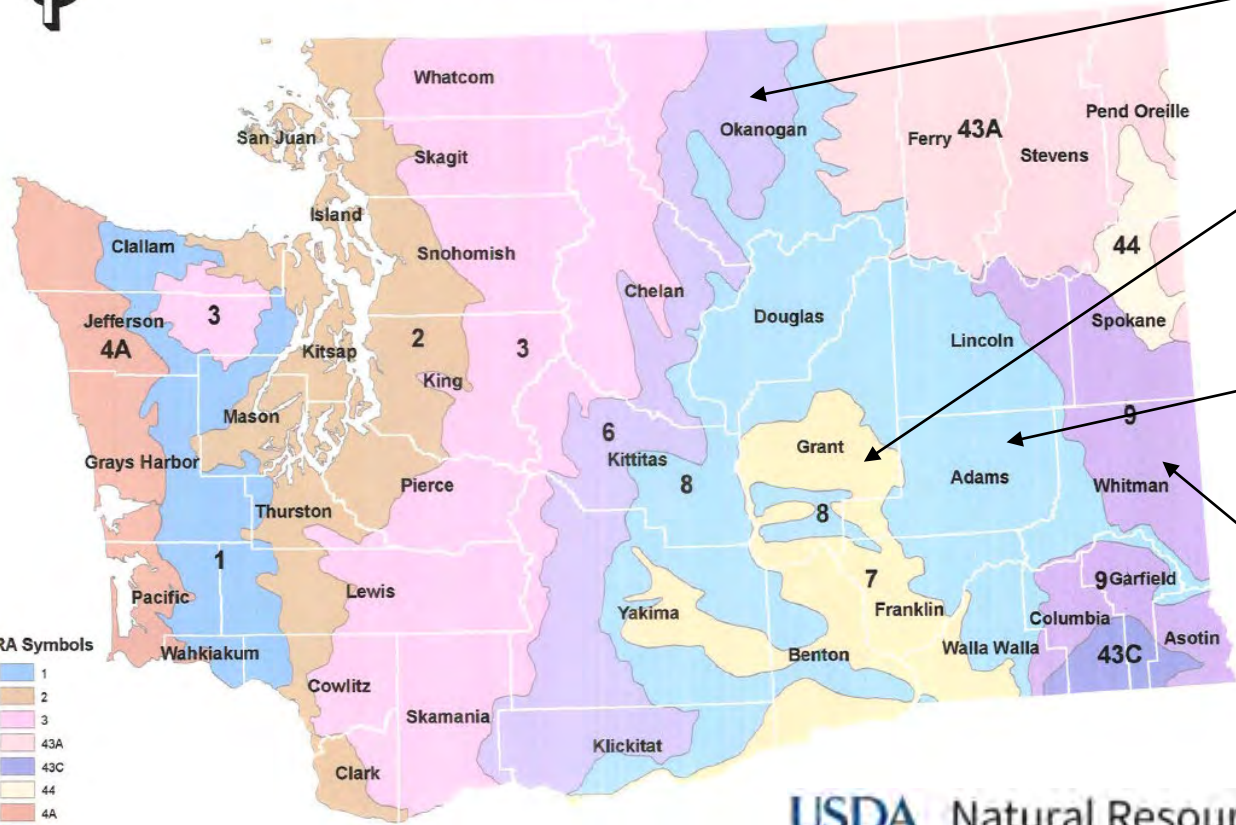 Whatcom
San Juan
Okanogan
Pend Oreille
Ferry 43A
Stevens
Skagit
Island
Clallam
Snohomish
44
Chelan
Jefferson 3
Douglas
Spokane
4A
Kitsap
2
3
Lincoln
King
Mason
9
6
Kittitas
Grant
Grays Harbor
8
Adams
Pierce
Whitman
Thurston
8
1
7
9 Garfield
Pacific
Lewis
Yakima
Franklin
Columbia
Asotin
Wahkiakum
Benton
Walla Walla
43C
Cowlitz
Skamania
Klickitat
Clark
RA Symbols
1
2
3
43A
43C
44
4A
USDA Natural Resour